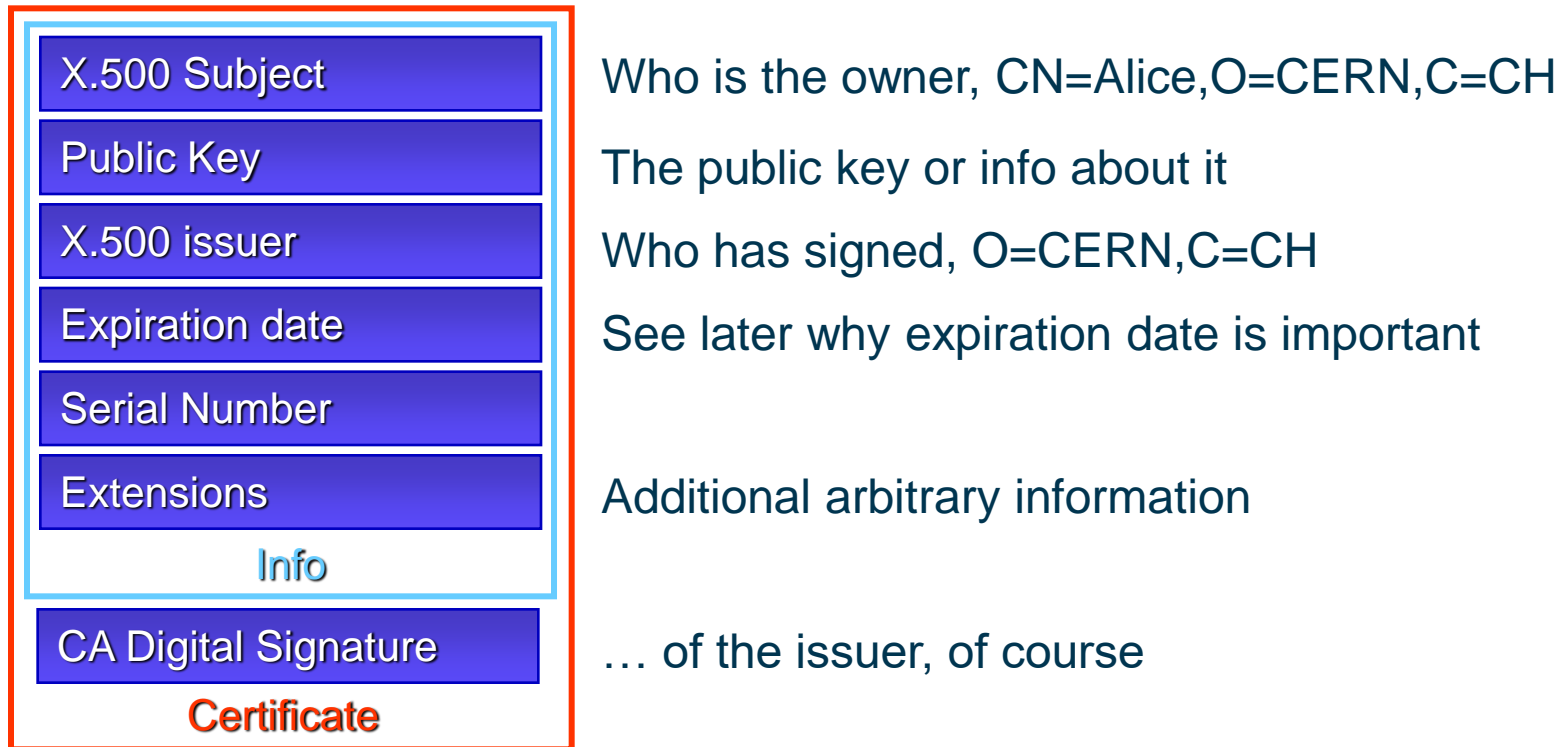 X.500 Subject
Who is the owner, CN=Alice,O=CERN,C=CH
Public Key
The public key or info about it
X.500 issuer
Who has signed, O=CERN,C=CH
Expiration date
See later why expiration date is important
Serial Number
Extensions
Additional arbitrary information
Info
CA Digital Signature
… of the issuer, of course
Certificate